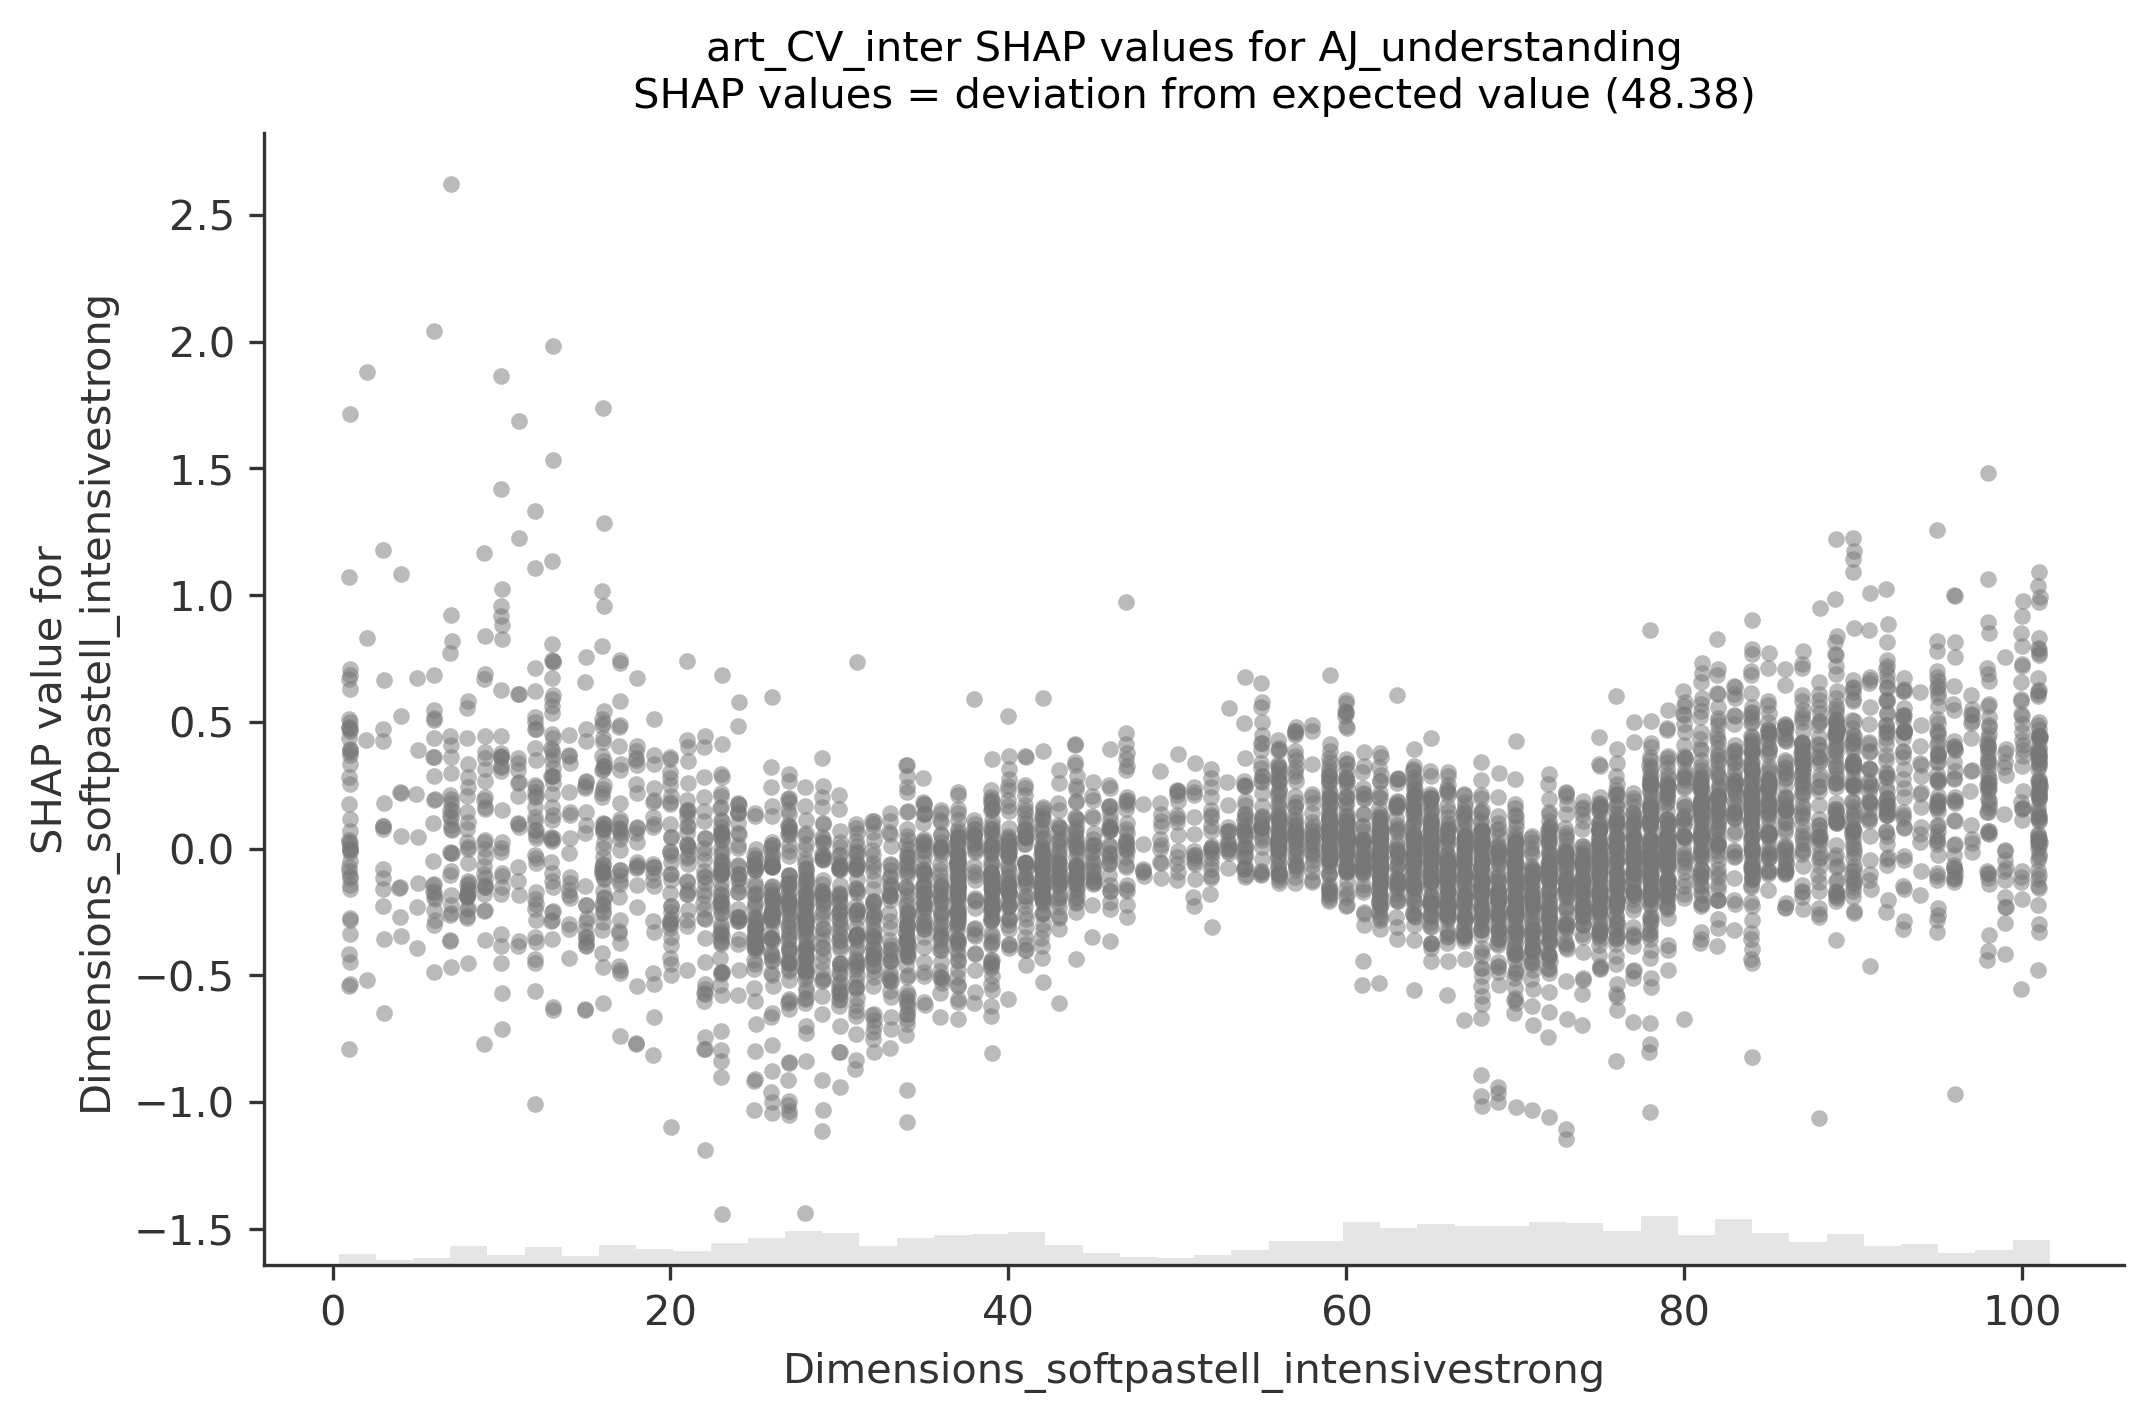 art_CV_inter SHAP values for AJ_understanding
SHAP values = deviation from expected value (48.38)
SHAP value for
Dimensions_softpastell_intensivestrong
2.5
2.0
1.5
1.0
0.5
0.0
−0.5
−1.0
−1.5
0 20 40 60 80 100
Dimensions_softpastell_intensivestrong